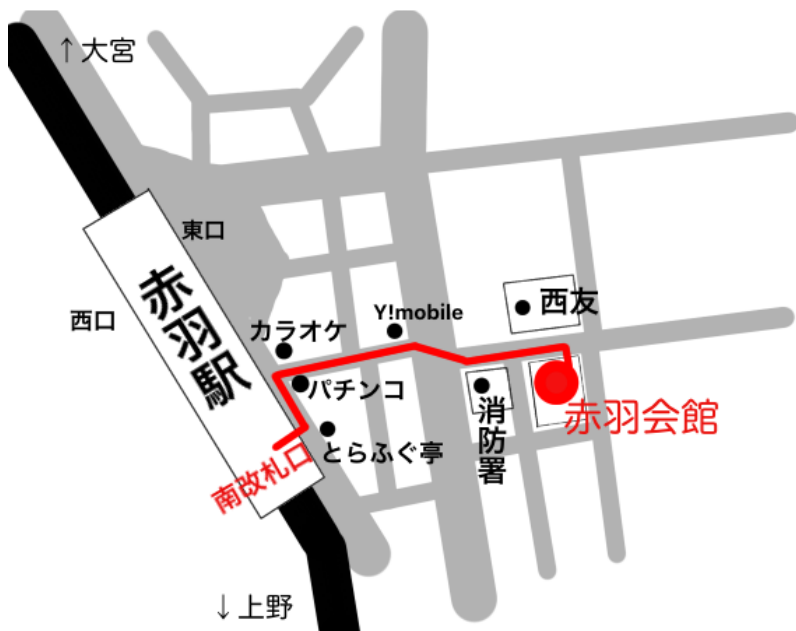 ↑大宮
東口
赤羽駅
西口
カラオケ
Y!mobile
西友
パチンコ
赤羽会館
消防署
とらふぐ亭
南改札口
↓上野